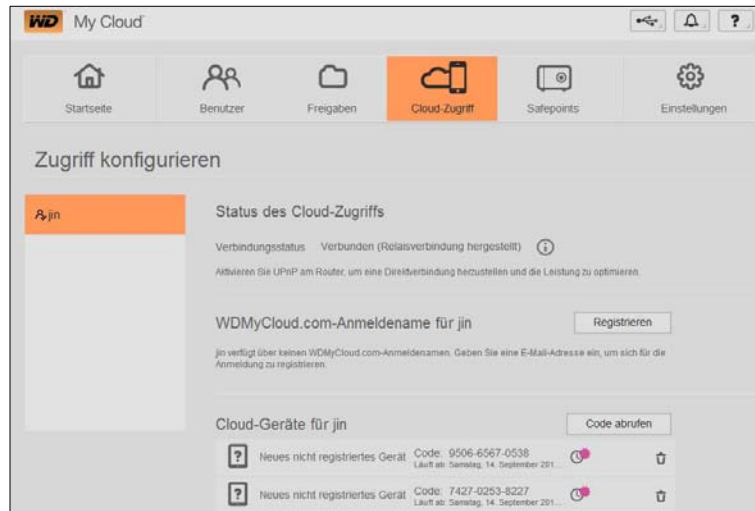 WD My Cloud
?
Startseite Benutzer Freigaben Cloud-Zugriff Safepoints Einstellungen
Zugriff konfigurieren
jin
Status des Cloud-Zugriffs
Verbindungsstatus Verbunden (Relaisverbindung hergestellt)
Aktivieren Sie UPnP am Router, um eine Direktverbindung herzustellen und die Leistung zu optimieren.
WDMyCloud.com-Anmeldename für jin Registrieren
jin verfügt über keinen WDMyCloud.com-Anmeldenamen. Geben Sie eine E-Mail-Adresse ein, um sich für die
Anmeldung zu registrieren.
Cloud-Geräte für jin Code abrufen
? Neues nicht registriertes Gerät Code: 9506-6567-0538
Läuft ab: Samstag, 14. September 201...
? Neues nicht registriertes Gerät Code: 7427-0253-8227
Läuft ab: Samstag, 14. September 201...